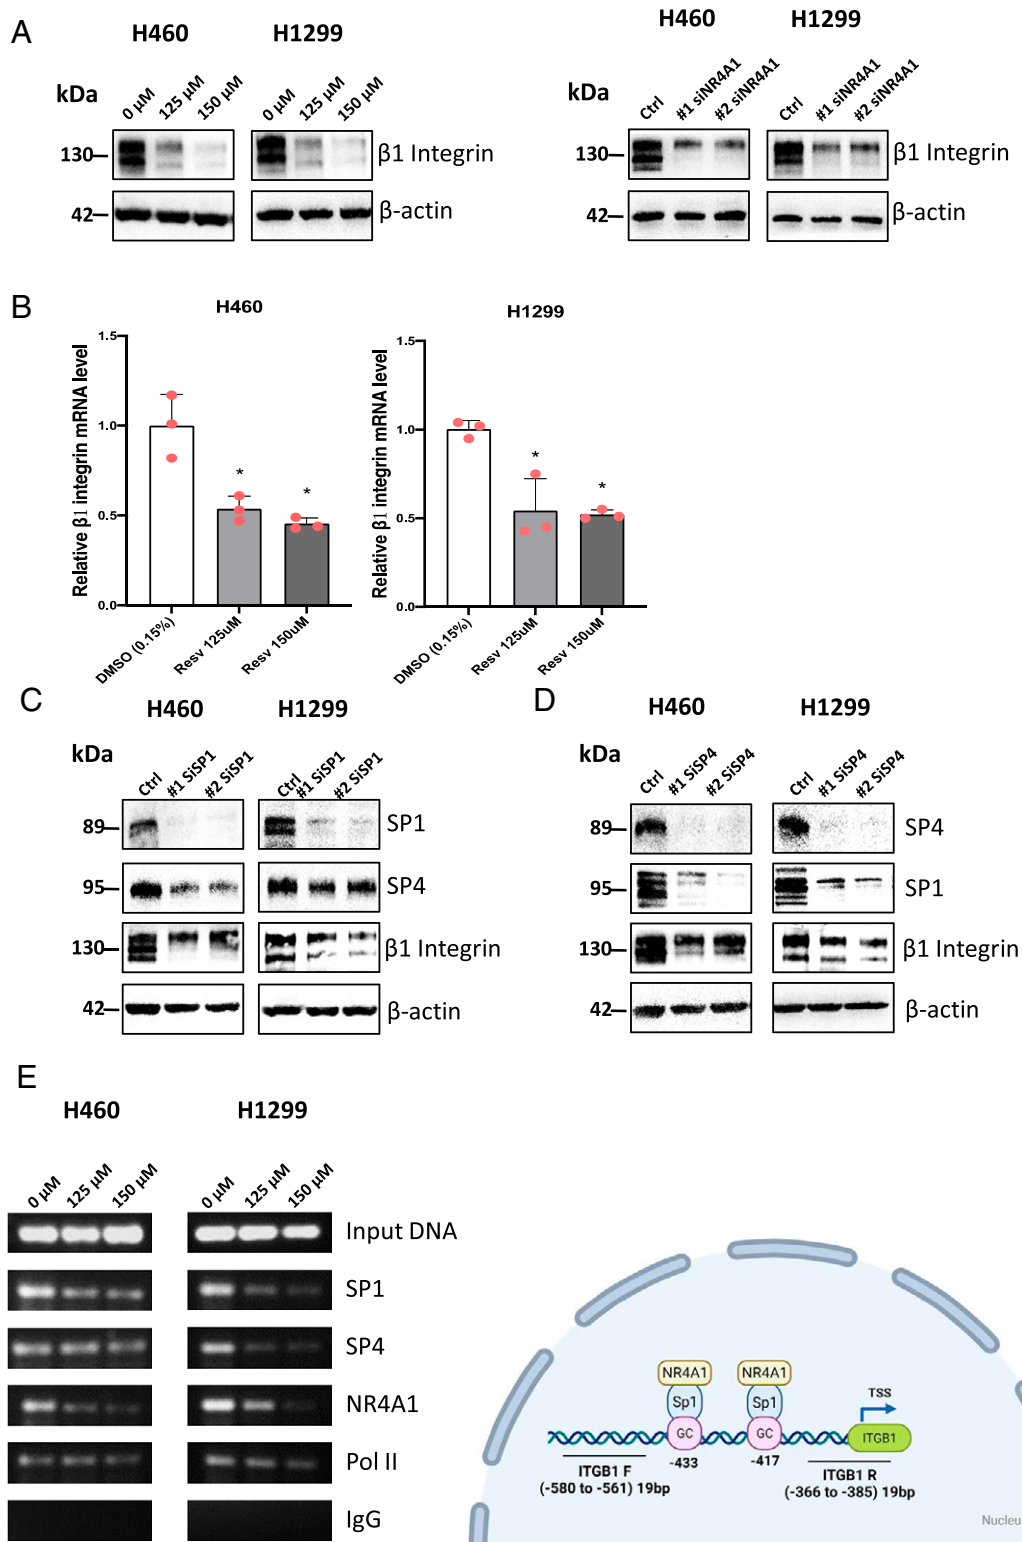 A
H460
H1299
kDa
0 µM
125 µM
150 µM
0 µM
125 µM
150 µM
130
β1 Integrin
42
β-actin
H460
H1299
kDa
Ctrl
#1 siNR4A1
#2 siNR4A1
Ctrl
#1 siNR4A1
#2 siNR4A1
130
β1 Integrin
42
β-actin
B
H460
Relative β1 integrin mRNA level
1.5
1.0
0.5
0.0
*
*
DMSO (0.15%)
Resv 125uM
Resv 150uM
H1299
Relative β1 integrin mRNA level
1.5
1.0
0.5
0.0
*
*
DMSO (0.15%)
Resv 125uM
Resv 150uM
C
H460
H1299
kDa
Ctrl
#1 SiSP1
#2 SiSP1
Ctrl
#1 SiSP1
#2 SiSP1
89
SP1
95
SP4
130
β1 Integrin
42
β-actin
D
H460
H1299
kDa
Ctrl
#1 SiSP4
#2 SiSP4
Ctrl
#1 SiSP4
#2 SiSP4
89
SP4
95
SP1
130
β1 Integrin
42
β-actin
E
H460
H1299
0 µM
125 µM
150 µM
0 µM
125 µM
150 µM
Input DNA
SP1
SP4
NR4A1
Pol II
IgG
NR4A1
NR4A1
Sp1
Sp1
TSS
GC
GC
ITGB1
-433
-417
ITGB1 F
(-580 to -561) 19bp
ITGB1 R
(-366 to -385) 19bp
Nucleu